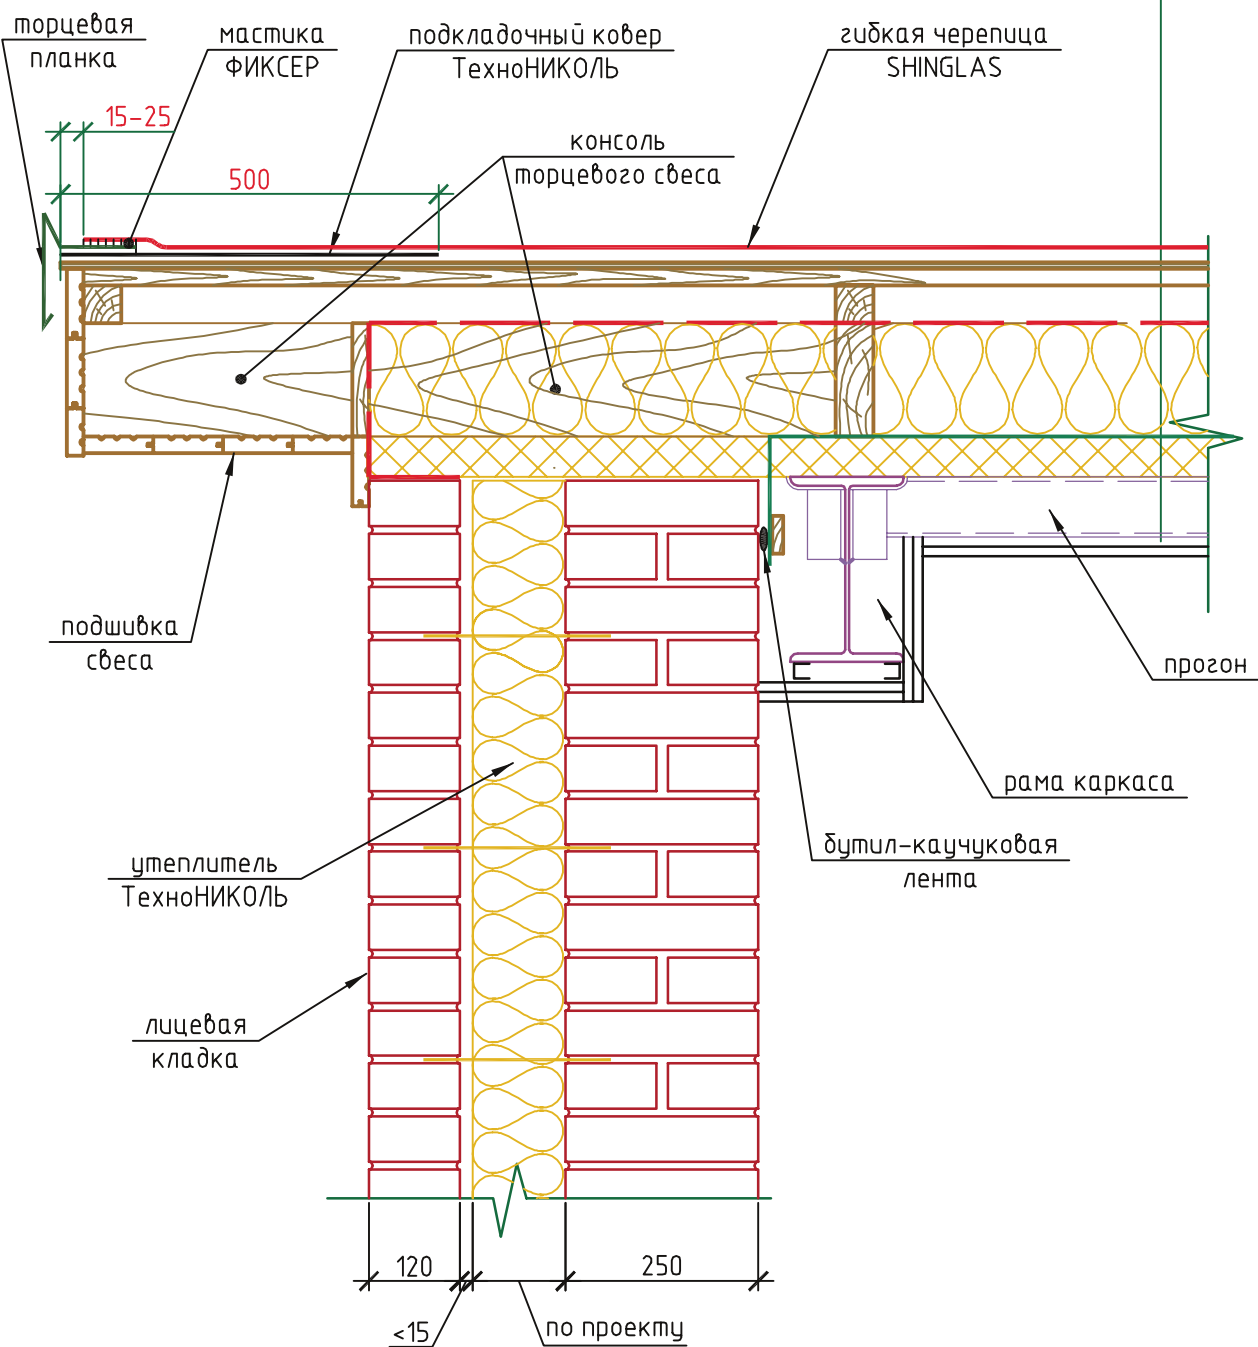 торцевая
планка
мастика
ФИКСЕР
подкладочный ковер
ТехноНИКОЛЬ
гибкая черепица
SHINGLAS
15-25
консоль
торцевого свеса
500
подшивка
свеса
прогон
рама каркаса
бутил-каучуковая
лента
утеплитель
ТехноНИКОЛЬ
лицевая
кладка
120
250
<15
по проекту